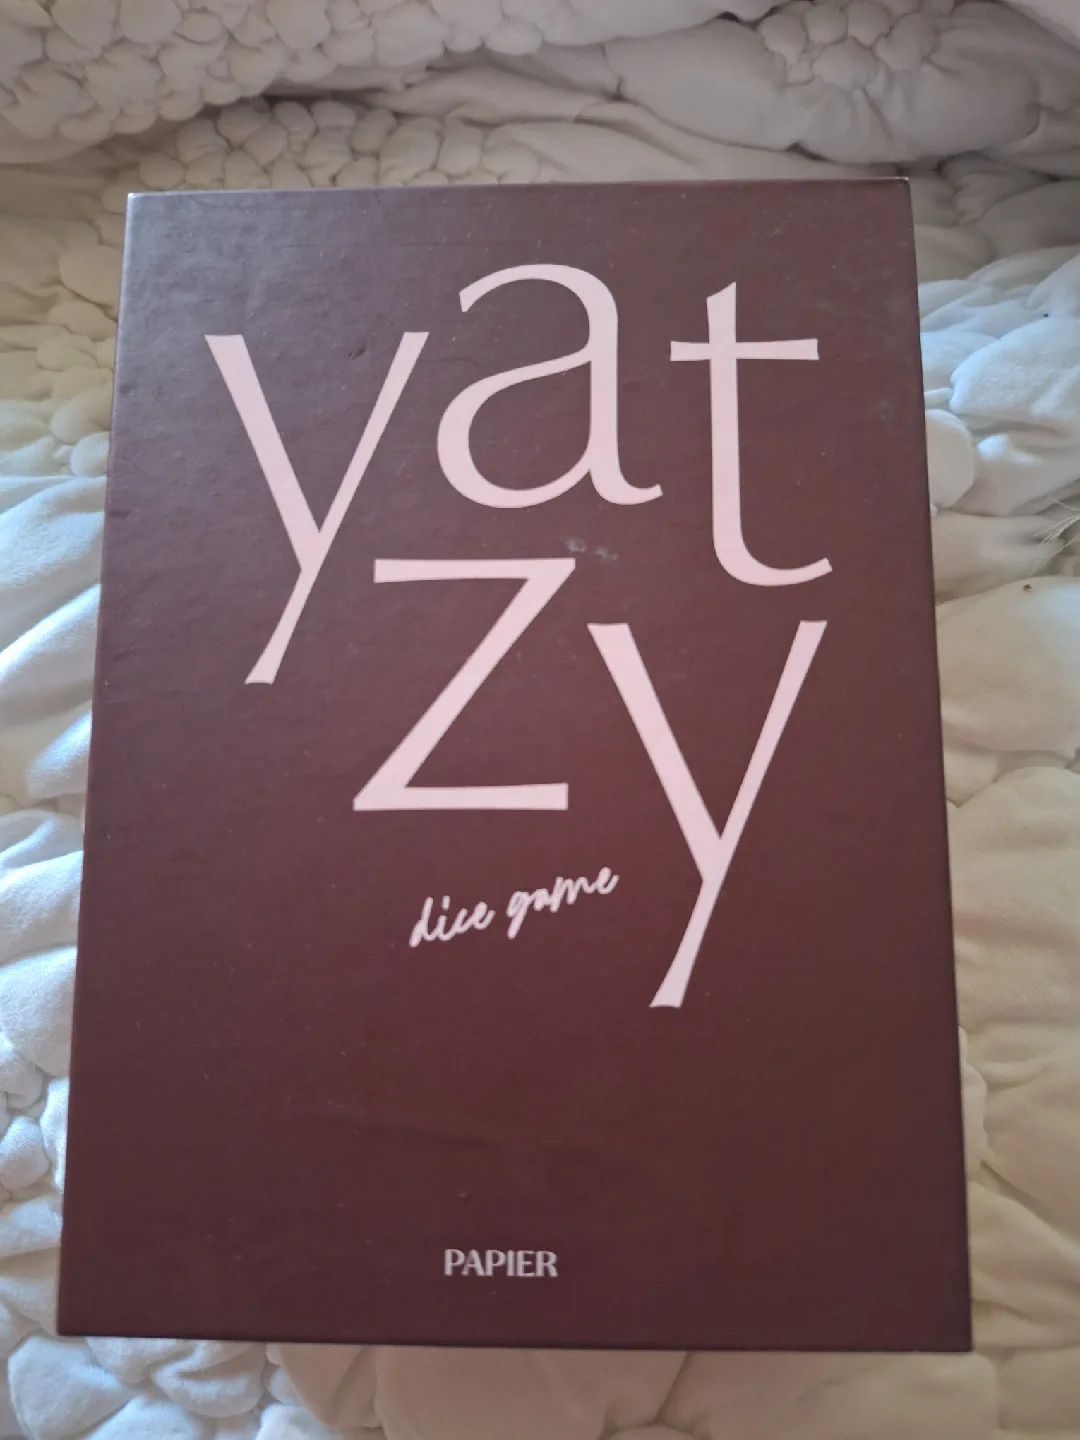 yat
zy
dice game
PAPIER